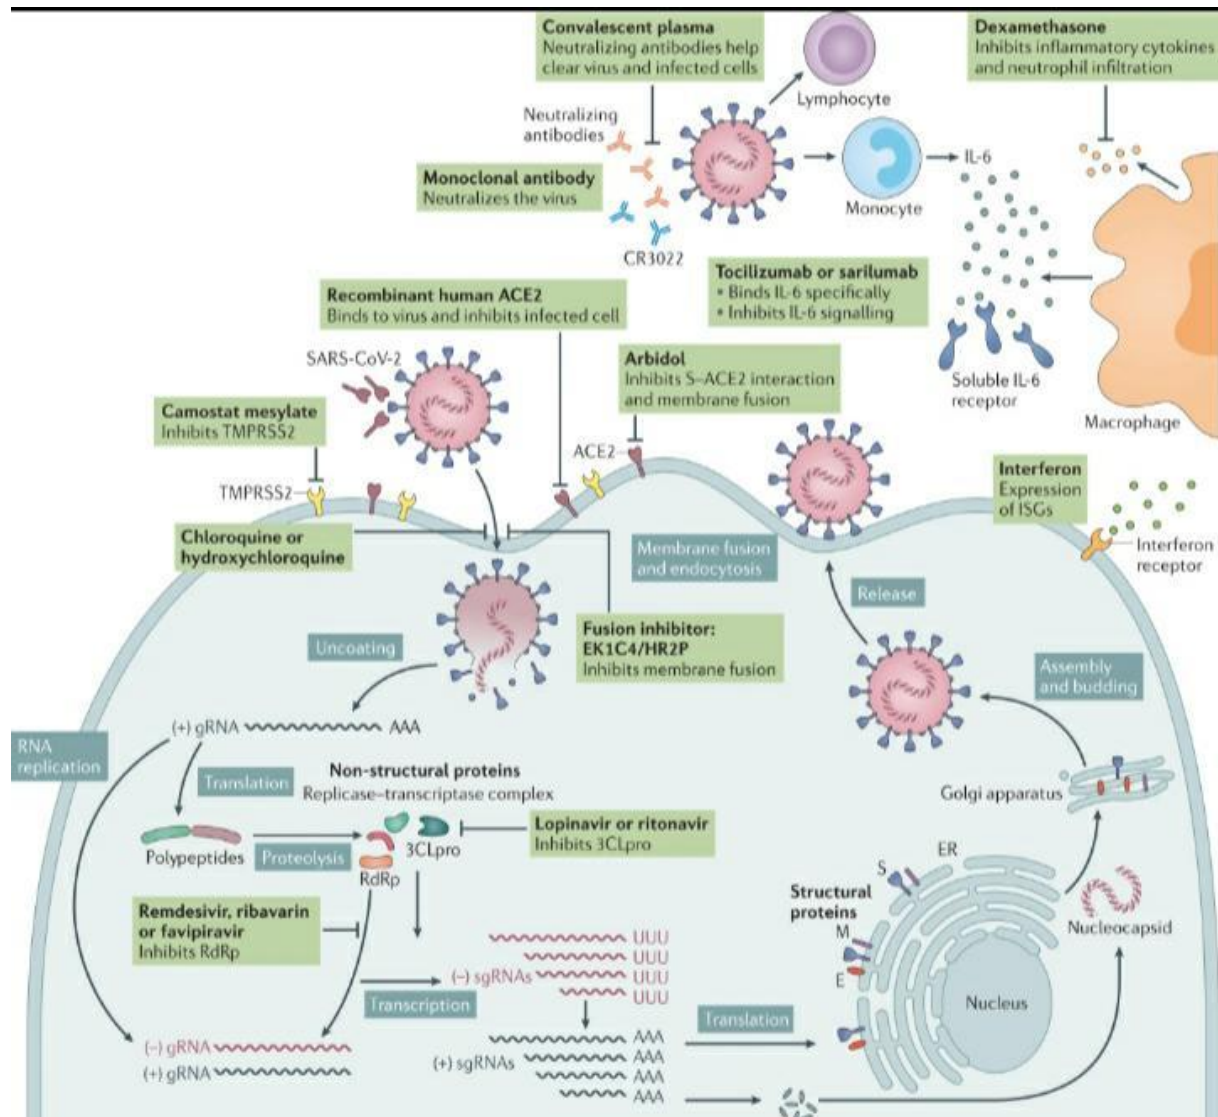 Convalescent plasma
Neutralizing antibodies help
clear virus and infected cells
Dexamethasone
Inhibits inflammatory cytokines
and neutrophil infiltration
Lymphocyte
Neutralizing
antibodies
IL-6
Monoclonal antibody
Neutralizes the virus
Monocyte
CR3022
Tocilizumab or sarilumab
• Binds IL-6 specifically
• Inhibits IL-6 signalling
Recombinant human ACE2
Binds to virus and inhibits infected cell
SARS-CoV-2
Arbidol
Inhibits S–ACE2 interaction
and membrane fusion
Soluble IL-6
receptor
Macrophage
Camostat mesylate
Inhibits TMPRSS2
ACE2
TMPRSS2
Interferon
Expression
of ISGs
Chloroquine or
hydroxychloroquine
Membrane fusion
and endocytosis
Interferon
receptor
Release
Fusion inhibitor:
EK1C4/HR2P
Inhibits membrane fusion
Uncoating
Assembly
and budding
(+) gRNA
AAA
RNA
replication
Translation
Non-structural proteins
Replicase–transcriptase complex
Golgi apparatus
Lopinavir or ritonavir
Inhibits 3CLpro
Polypeptides
Proteolysis
3CLpro
RdRp
ER
S
Structural
proteins
M
E
Nucleocapsid
Remdesivir, ribavarin
or favipiravir
Inhibits RdRp
UUU
UUU
(–) sgRNAs
UUU
UUU
Transcription
Nucleus
Translation
(–) gRNA
(+) gRNA
AAA
(+) sgRNAs
AAA
AAA
AAA